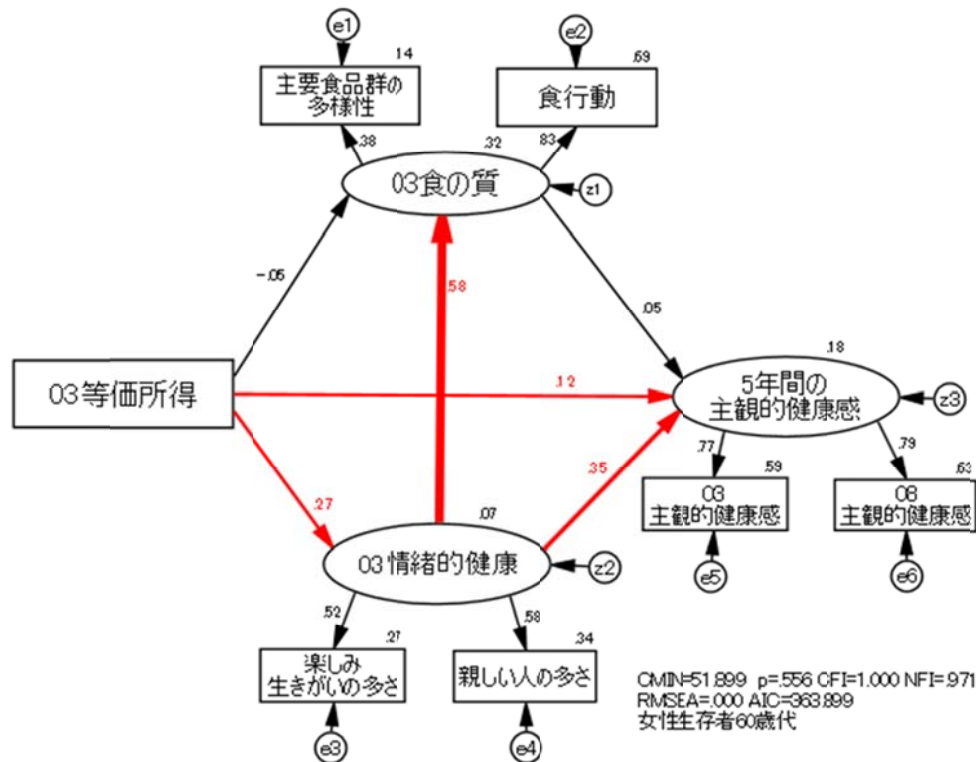 e1
e2
.14
.69
主要食品群の
多様性
食行動
.38
.83
.32
03食の質
z1
-.05
.58
.05
03等価所得
.12
.18
5年間の
主観的健康感
z3
.77
.79
.59
.63
03
主観的健康感
08
主観的健康感
e5
e6
.27
.35
.07
03情緒的健康
z2
.52
.58
.27
.34
楽しみ
生きがいの多さ
親しい人の多さ
e3
e4
CMIN=51.899 p=.556 CFI=1.000 NFI=.971
RMSEA=.000 AIC=363.899
女性生存者60歳代